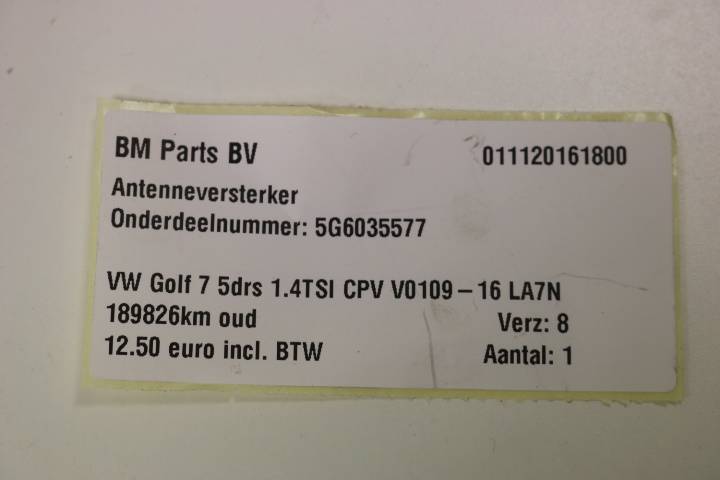 BM Parts BV 011120161800
Antenneversterker
Onderdeelnummer: 5G6035577
VW Golf 7 5drs 1.4TSI CPV V0109-16 LA7N
189826km oud Verz: 8
12.50 euro incl. BTW Aantal: 1